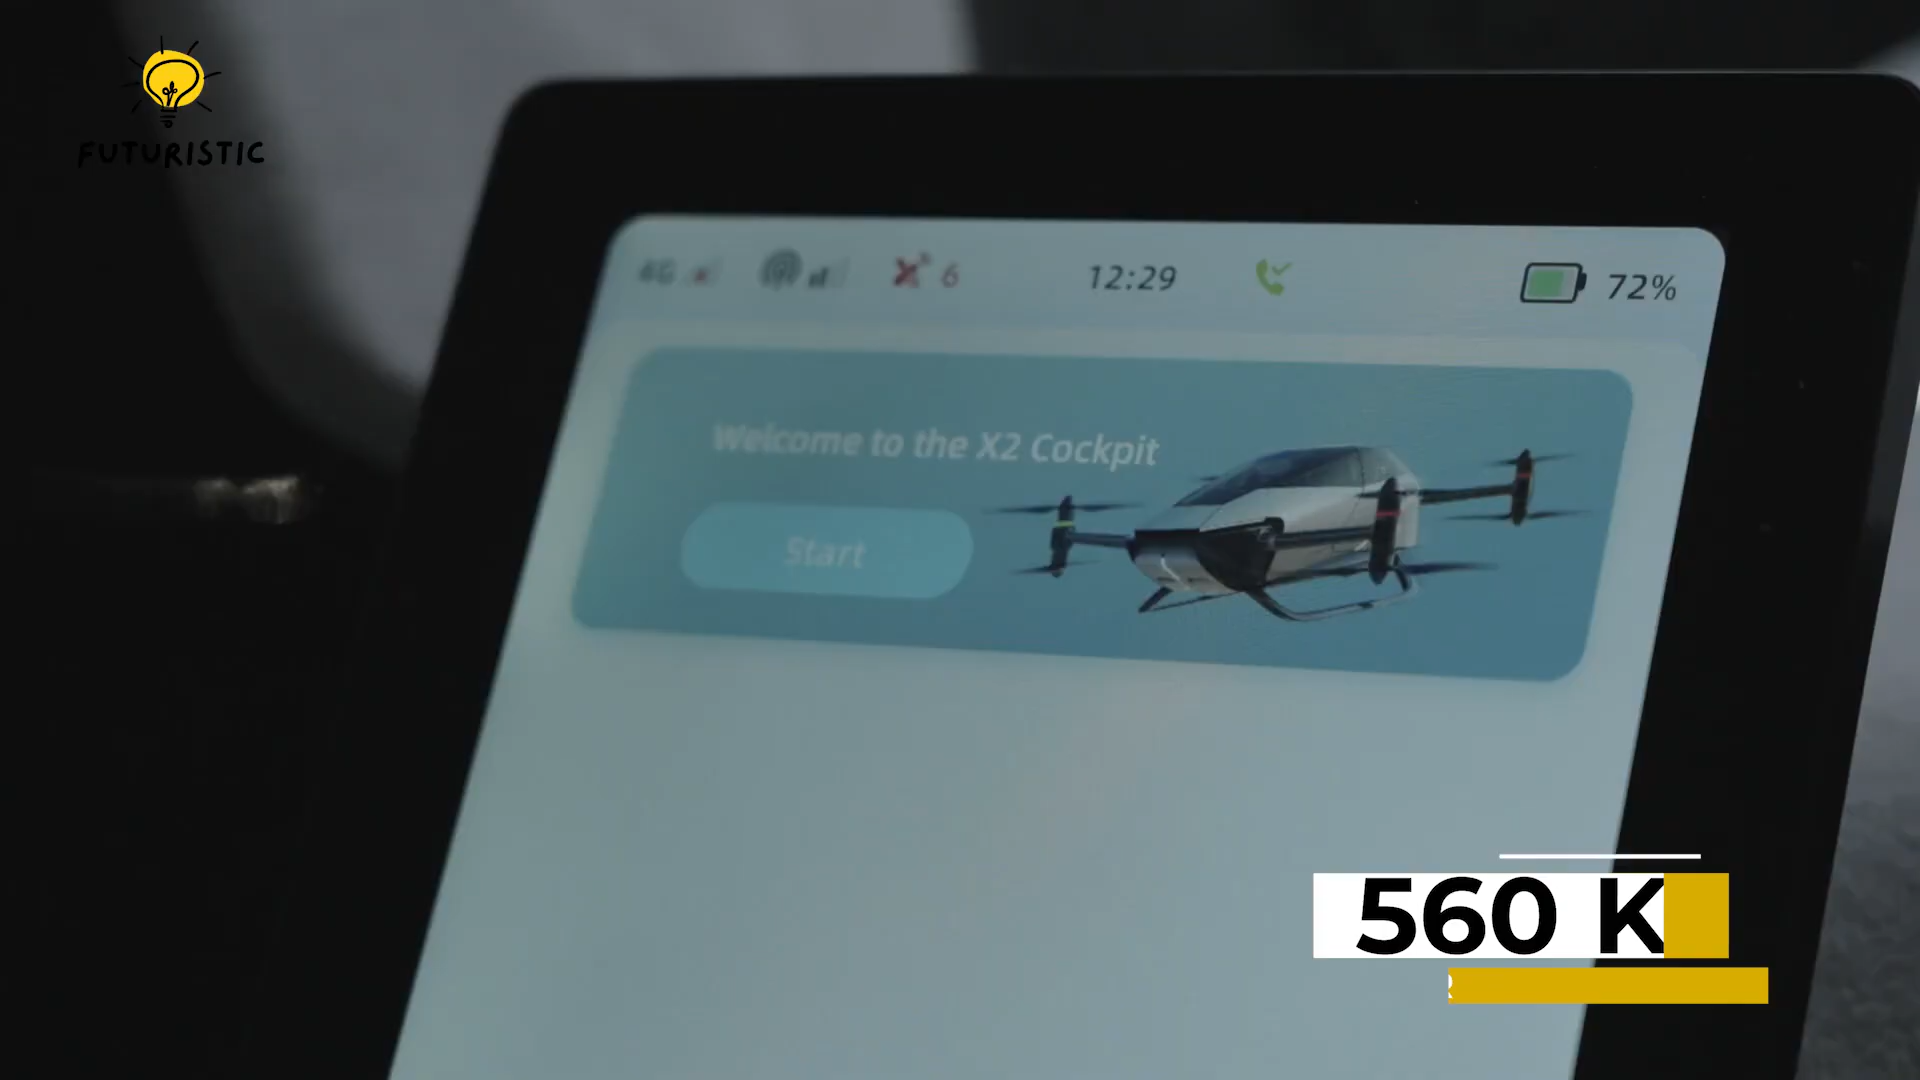 FUTURISTIC
4G 6 12:29 72%
Welcome to the X2 Cockpit
Start
560 K